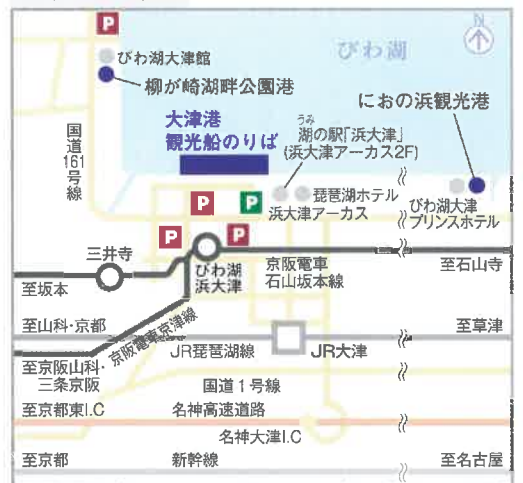 P
N
びわ湖
びわ湖大津館
柳が崎湖畔公園港
大津港
観光船のりば
うみ
湖の駅「浜大津」
(浜大津アーカス2F)
におの浜観光港
国道
161
号線
P
P
琵琶湖ホテル
浜大津アーカス
びわ湖大津
プリンスホテル
P
P
三井寺
びわ湖
浜大津
京阪電車
石山坂本線
至石山寺
至坂本
至山科・京都
京阪電車京津線
至草津
JR琵琶湖線
JR大津
至京阪山科・
三条京阪
国道1号線
至京都東I.C
名神高速道路
名神大津I.C
至京都
新幹線
至名古屋